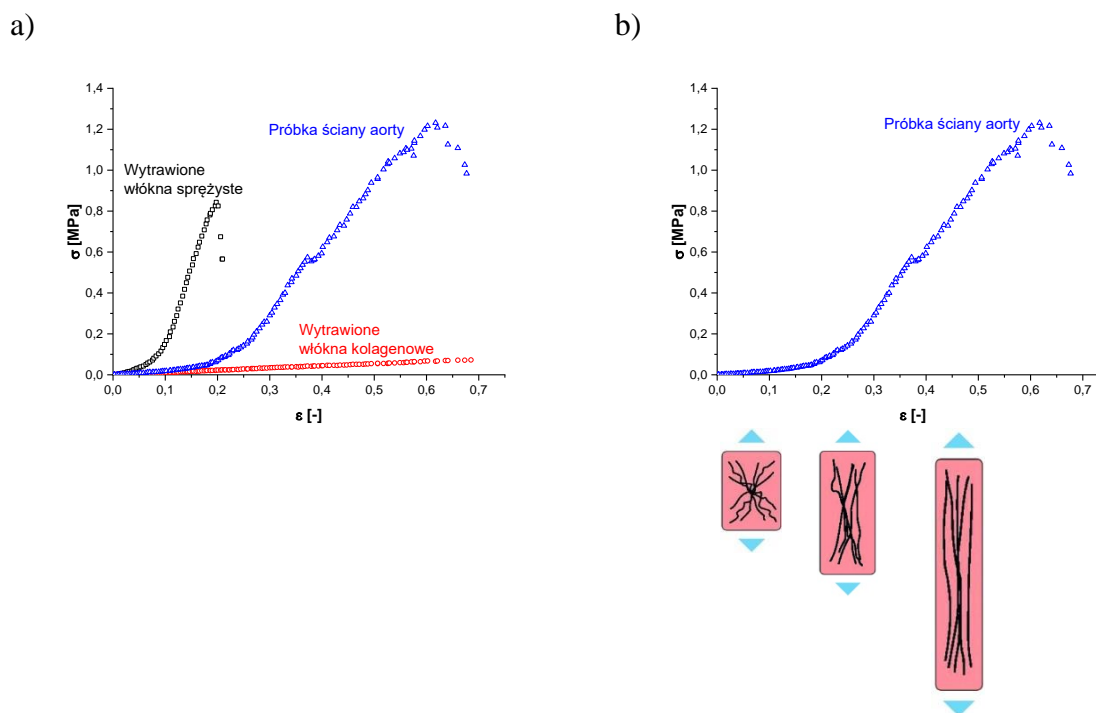 a)
b)
1,4
1,2
1,0
0,8
0,6
0,4
0,2
0,0
σ [MPa]
Próbka ściany aorty
Wytrawione
włókna sprężyste
Wytrawione
włókna kolagenowe
0,0 0,1 0,2 0,3 0,4 0,5 0,6 0,7
ε [-]
1,4
1,2
1,0
0,8
0,6
0,4
0,2
0,0
σ [MPa]
Próbka ściany aorty
0,0 0,1 0,2 0,3 0,4 0,5 0,6 0,7
ε [-]